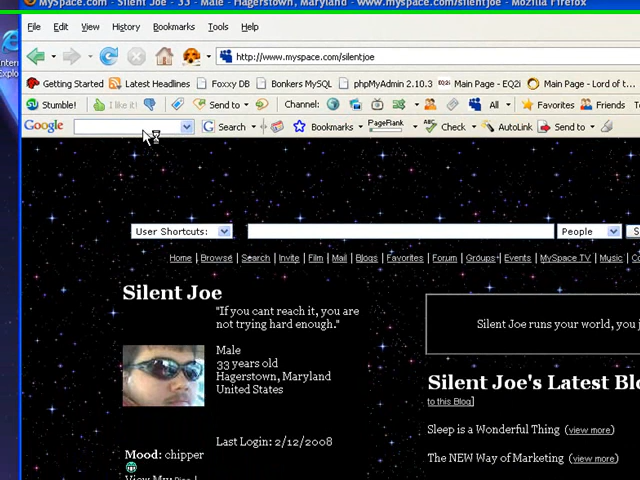 MySpace.com - Silent Joe - 33 - Male - Hagerstown, Maryland - www.myspace.com/silentjoe - Mozilla Firefox
File Edit View History Bookmarks Tools Help
http://www.myspace.com/silentjoe
Getting Started Latest Headlines Foxxy DB Bonkers MySQL phpMyAdmin 2.10.3 EQ2i Main Page - EQ2i Main Page - Lord of t...
Stumble! I like it! Send to Channel: All Favorites Friends
Google Search Bookmarks PageRank Check AutoLink Send to
User Shortcuts: People
Home | Browse | Search | Invite | Film | Mail | Blogs | Favorites | Forum | Groups | Events | MySpace TV | Music |
Silent Joe
"If you cant reach it, you are
not trying hard enough."
Male
33 years old
Hagerstown, Maryland
United States
Last Login: 2/12/2008
Mood: chipper
View My: Pics |
Silent Joe runs your world, you
Silent Joe's Latest
to this Blog]
Sleep is a Wonderful Thing (view more)
The NEW Way of Marketing (view more)